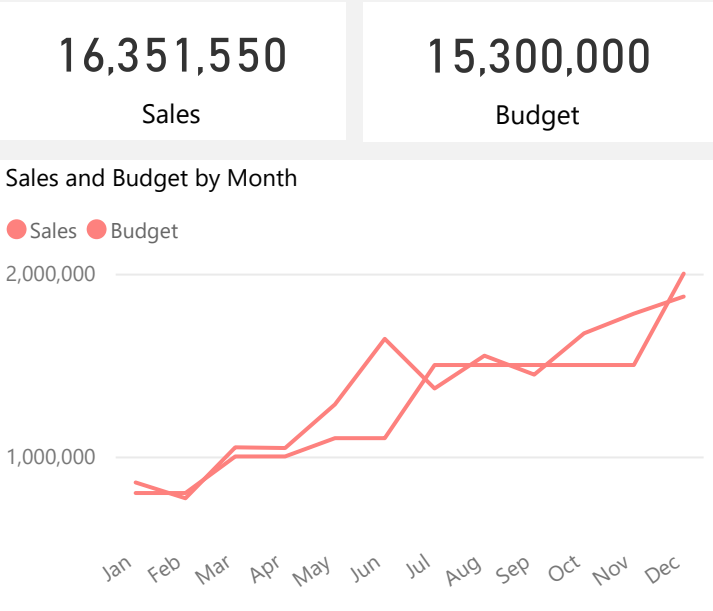 16,351,550
Sales
15,300,000
Budget
Sales and Budget by Month
Sales Budget
2,000,000
1,000,000
Jan Feb Mar Apr May Jun Jul Aug Sep Oct Nov Dec